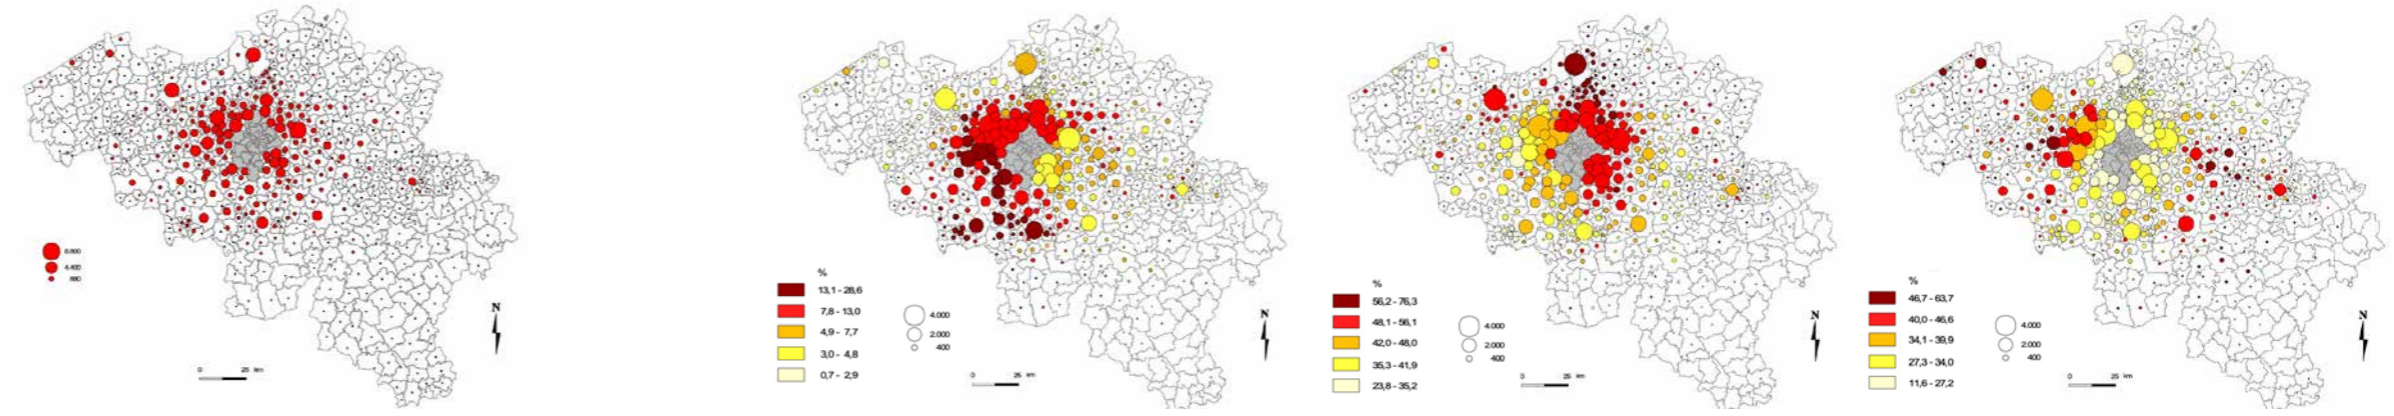 8.800
4.400
880
N
0 25 km
%
13,1 - 28,6
7,8 - 13,0
4,9 - 7,7
3,0 - 4,8
0,7 - 2,9
4.000
2.000
400
N
0 25 km
%
56,2 - 76,3
48,1 - 56,1
42,0 - 48,0
35,3 - 41,9
23,8 - 35,2
4.000
2.000
400
N
0 25 km
%
46,7 - 63,7
40,0 - 46,6
34,1 - 39,9
27,3 - 34,0
11,6 - 27,2
4.000
2.000
400
N
0 25 km